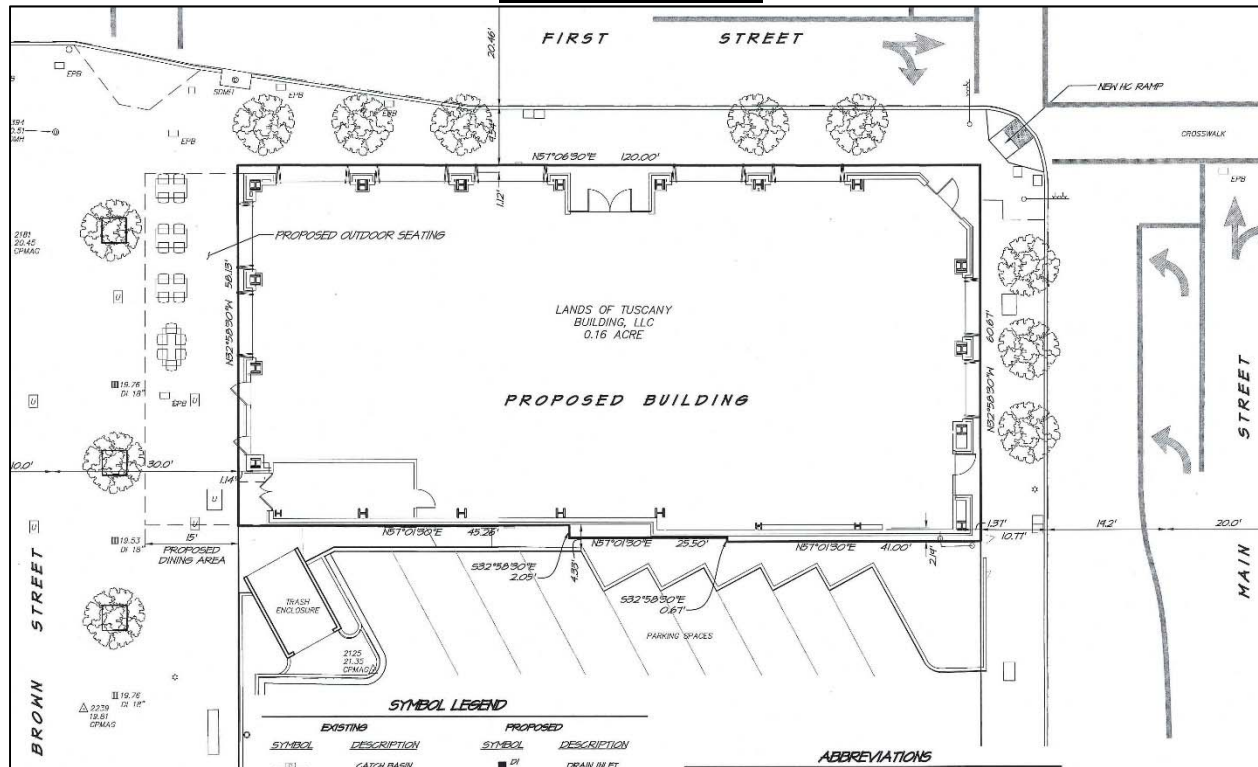 FIRST STREET
20.46'
NEW HC RAMP
CROSSWALK
EPB
SDMH
EPB
EPB
EPB
N57°06'30"E 120.00'
1.12'
PROPOSED OUTDOOR SEATING
2181
20.45
CPMAG
U
N32°58'30"W 58.13'
LANDS OF TUSCANY
BUILDING, LLC
0.16 ACRE
N32°58'30"W 60.67'
PROPOSED BUILDING
19.76
DI 18"
U
EPB
U
10.0'
30.0'
1.14'
U
U
U
15'
PROPOSED
DINING AREA
19.53
DI 18"
N57°01'30"E 45.26'
N57°01'30"E 25.50'
N57°01'30"E 41.00'
1.37'
10.77'
14.2'
20.0'
2.14'
S32°58'30"E
2.05'
4.33'
S32°58'30"E
0.67'
TRASH
ENCLOSURE
PARKING SPACES
2125
21.35
CPMAG
BROWN STREET
MAIN STREET
19.76
DI 18"
2239
19.81
CPMAG
SYMBOL LEGEND
EXISTING PROPOSED
SYMBOL DESCRIPTION SYMBOL DESCRIPTION
CATCH BASIN DI DRAIN INLET
ABBREVIATIONS